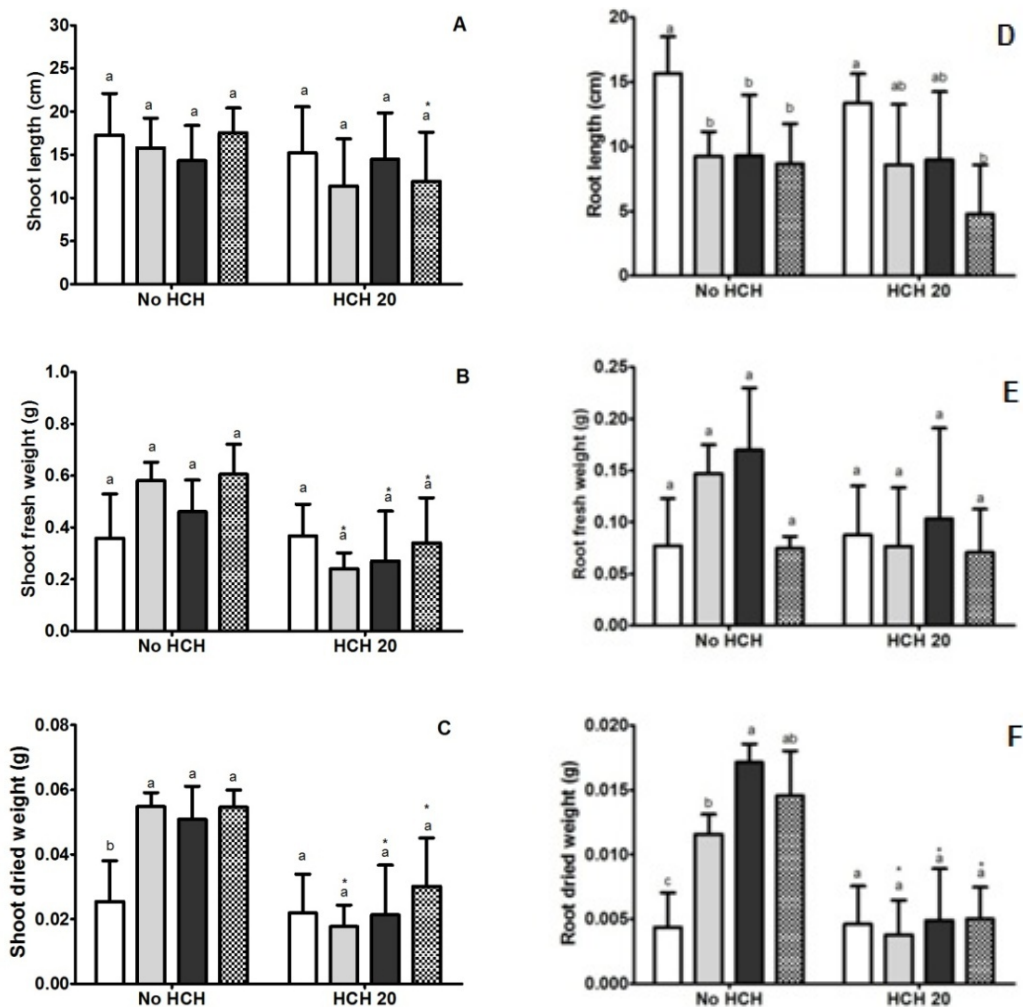 A
Shoot length (cm)
30
25
20
15
10
5
0
a a a a a a a *
a
No HCH HCH 20
D
Root length (cm)
20
15
10
5
0
a b b b a ab ab b
No HCH HCH 20
B
Shoot fresh weight (g)
1.0
0.8
0.6
0.4
0.2
0.0
a a a a a * * *
a a a
No HCH HCH 20
E
Root fresh weight (g)
0.25
0.20
0.15
0.10
0.05
0.00
a a a a a a a a
No HCH HCH 20
C
Shoot dried weight (g)
0.08
0.06
0.04
0.02
0.00
b a a a a * * *
a a a
No HCH HCH 20
F
Root dried weight (g)
0.020
0.015
0.010
0.005
0.000
c b a ab a * * *
a a a
No HCH HCH 20